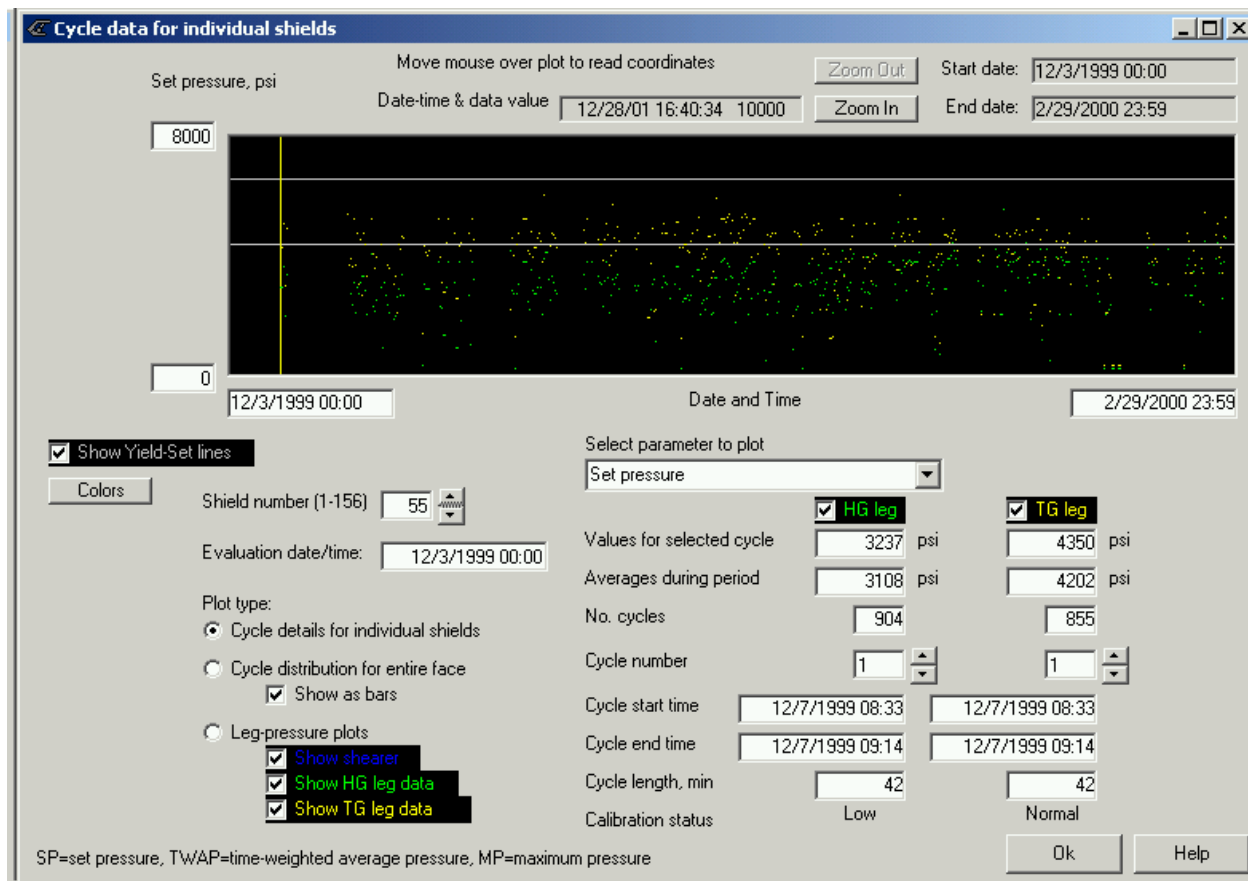 Cycle data for individual shields
Move mouse over plot to read coordinates
Zoom Out
Start date: 12/3/1999 00:00
Set pressure, psi
Date-time & data value 12/28/01 16:40:34 10000
Zoom In
End date: 2/29/2000 23:59
8000
0
12/3/1999 00:00
Date and Time
2/29/2000 23:59
Show Yield-Set lines
Colors
Shield number (1-156) 55
Evaluation date/time: 12/3/1999 00:00
Plot type:
Cycle details for individual shields
Cycle distribution for entire face
Show as bars
Leg-pressure plots
Show shearer
Show HG leg data
Show TG leg data
Select parameter to plot
Set pressure
HG leg TG leg
Values for selected cycle 3237 psi 4350 psi
Averages during period 3108 psi 4202 psi
No. cycles 904 855
Cycle number 1 1
Cycle start time 12/7/1999 08:33 12/7/1999 08:33
Cycle end time 12/7/1999 09:14 12/7/1999 09:14
Cycle length, min 42 42
Calibration status Low Normal
SP=set pressure, TWAP=time-weighted average pressure, MP=maximum pressure
Ok
Help